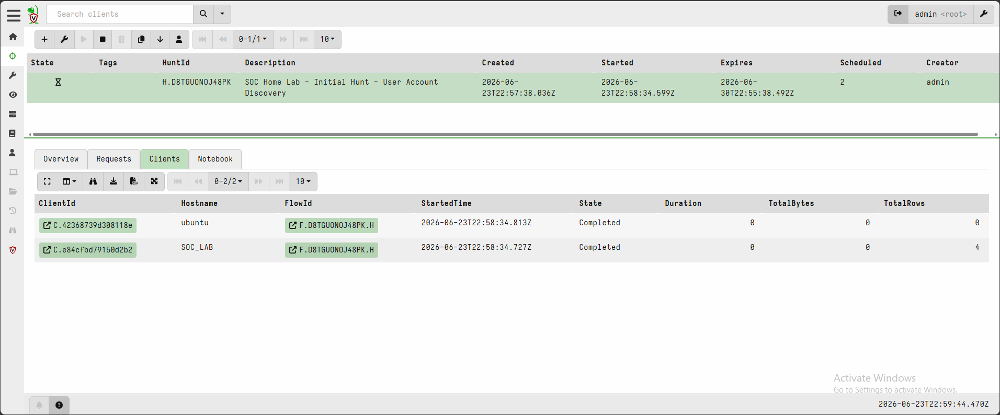 Search clients
admin <root>
0-1/1
10
State Tags HuntId Description Created Started Expires Scheduled Creator
H.D8TGUONOJ48PK SOC Home Lab - Initial Hunt - User Account 2026-06- 2026-06- 2026-06- 2 admin
Discovery 23T22:57:38.036Z 23T22:58:34.599Z 30T22:55:38.492Z
Overview Requests Clients Notebook
CSV 0-2/2 10
ClientId Hostname FlowId StartedTime State Duration TotalBytes TotalRows
C.42368739d308118e ubuntu F.D8TGUONOJ48PK.H 2026-06-23T22:58:34.813Z Completed 0 0 0
C.e84cfbd79150d2b2 SOC_LAB F.D8TGUONOJ48PK.H 2026-06-23T22:58:34.727Z Completed 0 0 4
Activate Windows
Go to Settings to activate Windows.
2026-06-23T22:59:44.470Z